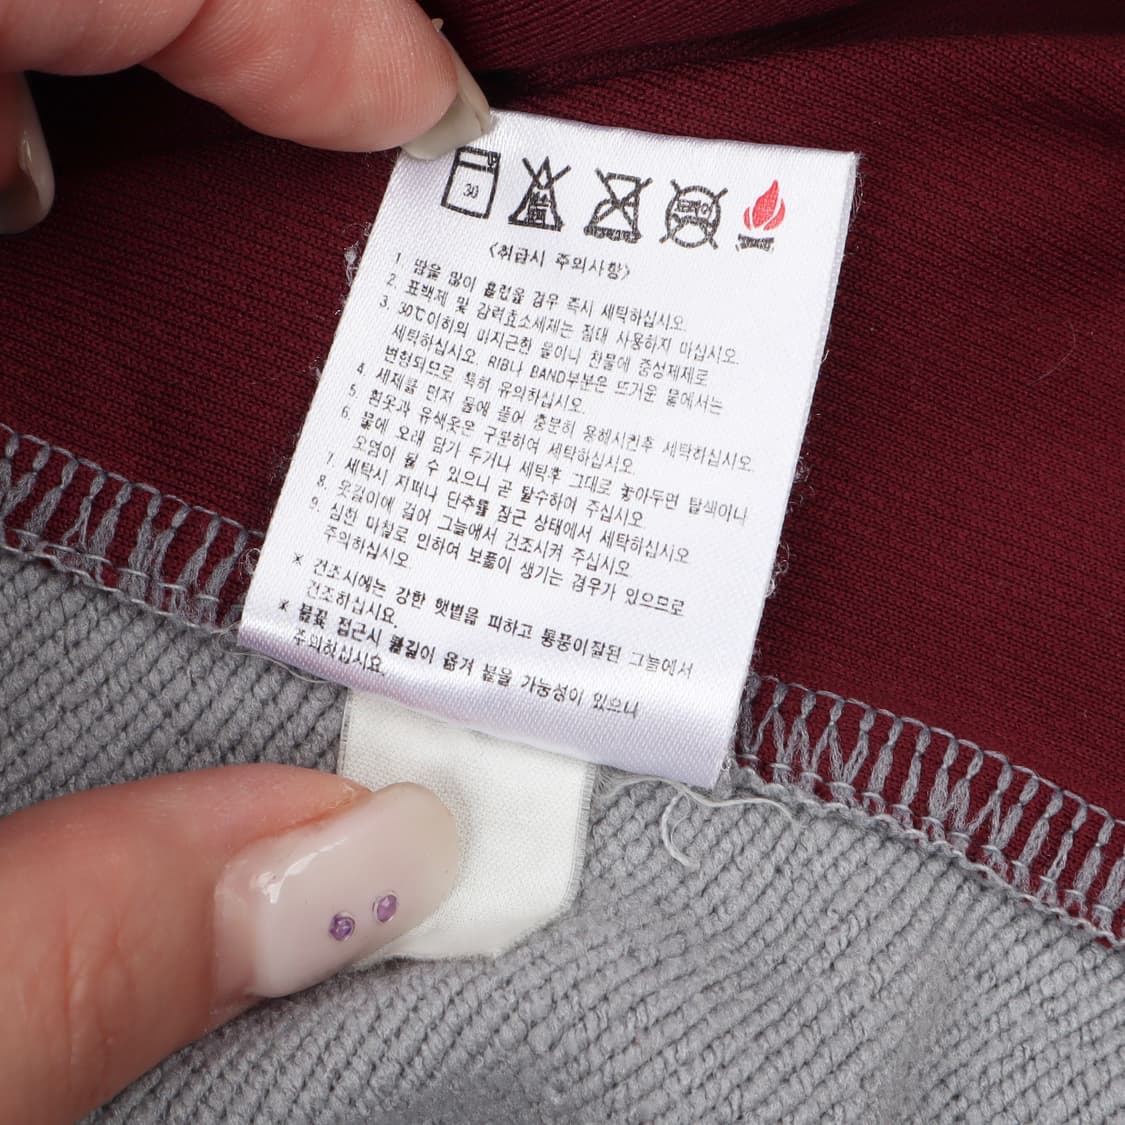 30
<취급시 주의사항>
1. 땀을 많이 흘렸을 경우 즉시 세탁하십시오.
2. 표백제 및 강력효소세제는 절대 사용하지 마십시오.
3. 30℃이하의 미지근한 물이나 찬물에 중성제제로
세탁하십시오. RIB나 BAND부분은 뜨거운 물에서는
변형되므로 특히 유의하십시오.
4. 세제를 먼저 물에 풀어 충분히 용해시킨후 세탁하십시오.
5. 흰옷과 유색옷은 구분하여 세탁하십시오.
6. 물에 오래 담가 두거나 세탁후 그대로 놓아두면 탈색이나
오염이 될 수 있으니 곧 탈수하여 주십시오.
7. 세탁시 지퍼나 단추를 잠근 상태에서 세탁하십시오
8. 옷걸이에 걸어 그늘에서 건조시켜 주십시오.
9. 심한 마찰로 인하여 보풀이 생기는 경우가 있으므로
주의하십시오.
※ 건조시에는 강한 햇볕을 피하고 통풍이잘된 그늘에서
건조하십시요.
※ 불꽃 접근시 불길이 옮겨 붙을 가능성이 있으니
주의하십시요.